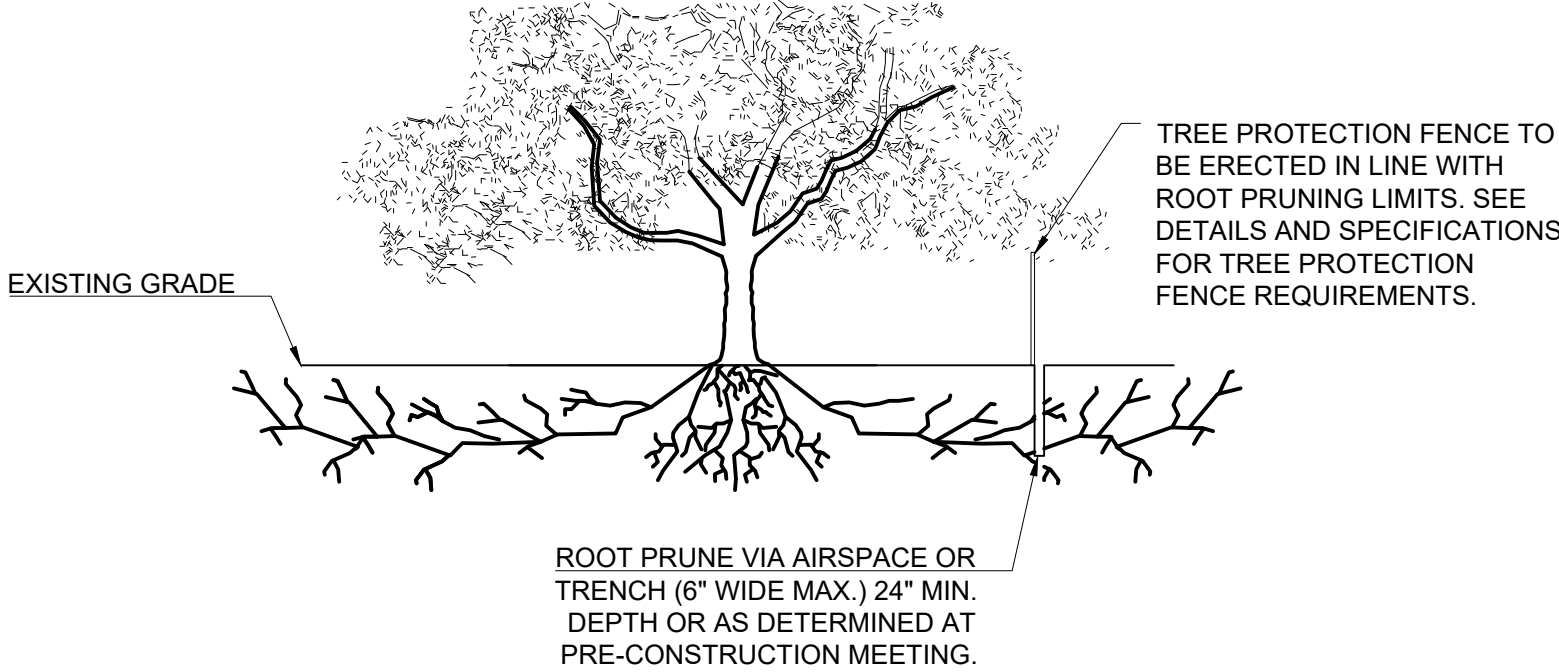 TREE PROTECTION FENCE TO
BE ERECTED IN LINE WITH
ROOT PRUNING LIMITS. SEE
DETAILS AND SPECIFICATIONS
FOR TREE PROTECTION
FENCE REQUIREMENTS.
EXISTING GRADE
ROOT PRUNE VIA AIRSPACE OR
TRENCH (6" WIDE MAX.) 24" MIN.
DEPTH OR AS DETERMINED AT
PRE-CONSTRUCTION MEETING.